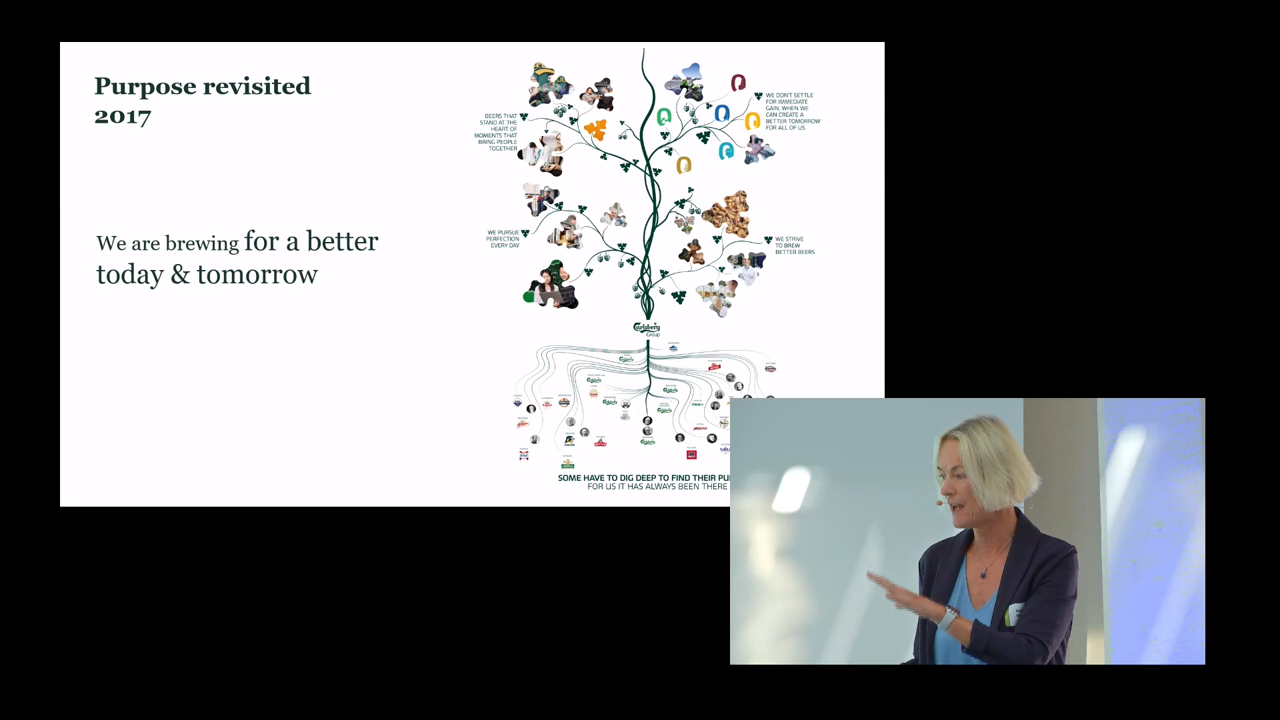 Purpose revisited
2017
We are brewing for a better
today & tomorrow
BEERS THAT
STAND AT THE
HEART OF
MOMENTS THAT
BRING PEOPLE
TOGETHER
WE DON'T SETTLE
FOR IMMEDIATE
GAIN, WHEN WE
CAN CREATE A
BETTER TOMORROW
FOR ALL OF US
WE PURSUE
PERFECTION
EVERY DAY
WE STRIVE
TO BREW
BETTER BEERS
Carlsberg
Group
SOME HAVE TO DIG DEEP TO FIND THEIR
FOR US IT HAS ALWAYS BEEN THERE